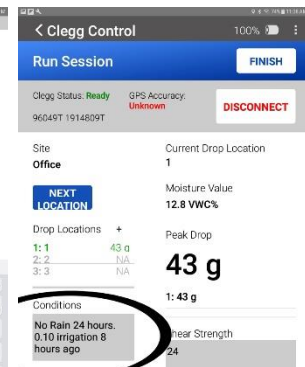 Clegg Control
100%
Run Session
FINISH
Clegg Status: Ready
GPS Accuracy:
Unknown
DISCONNECT
96049T 1914809T
Site
Office
Current Drop Location
1
NEXT
LOCATION
Moisture Value
12.8 VWC%
Drop Locations +
Peak Drop
1: 1 43 g
2: 2 NA
3: 3 NA
43 g
1: 43 g
Conditions
No Rain 24 hours.
0.10 irrigation 8
hours ago
hear Strength
24